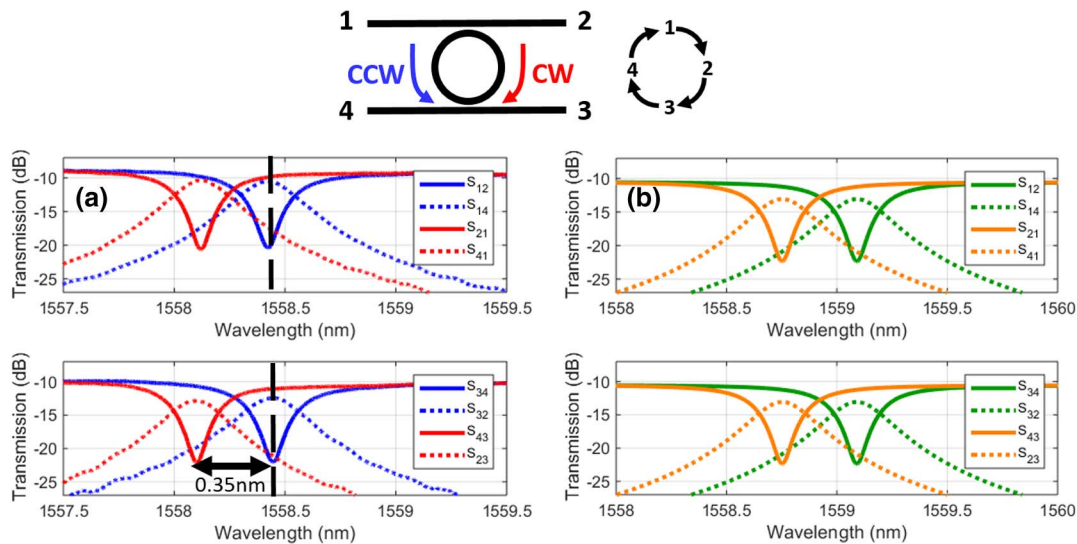 1 2
CCW CW
4 3
1
4 2
3
(a)
Transmission (dB)
-10
-15
-20
-25
1557.5 1558 1558.5 1559 1559.5
Wavelength (nm)
S12
S14
S21
S41
(b)
Transmission (dB)
-10
-15
-20
-25
1558 1558.5 1559 1559.5 1560
Wavelength (nm)
S12
S14
S21
S41
Transmission (dB)
-10
-15
-20
-25
0.35nm
1557.5 1558 1558.5 1559 1559.5
Wavelength (nm)
S34
S32
S43
S23
Transmission (dB)
-10
-15
-20
-25
1558 1558.5 1559 1559.5 1560
Wavelength (nm)
S34
S32
S43
S23